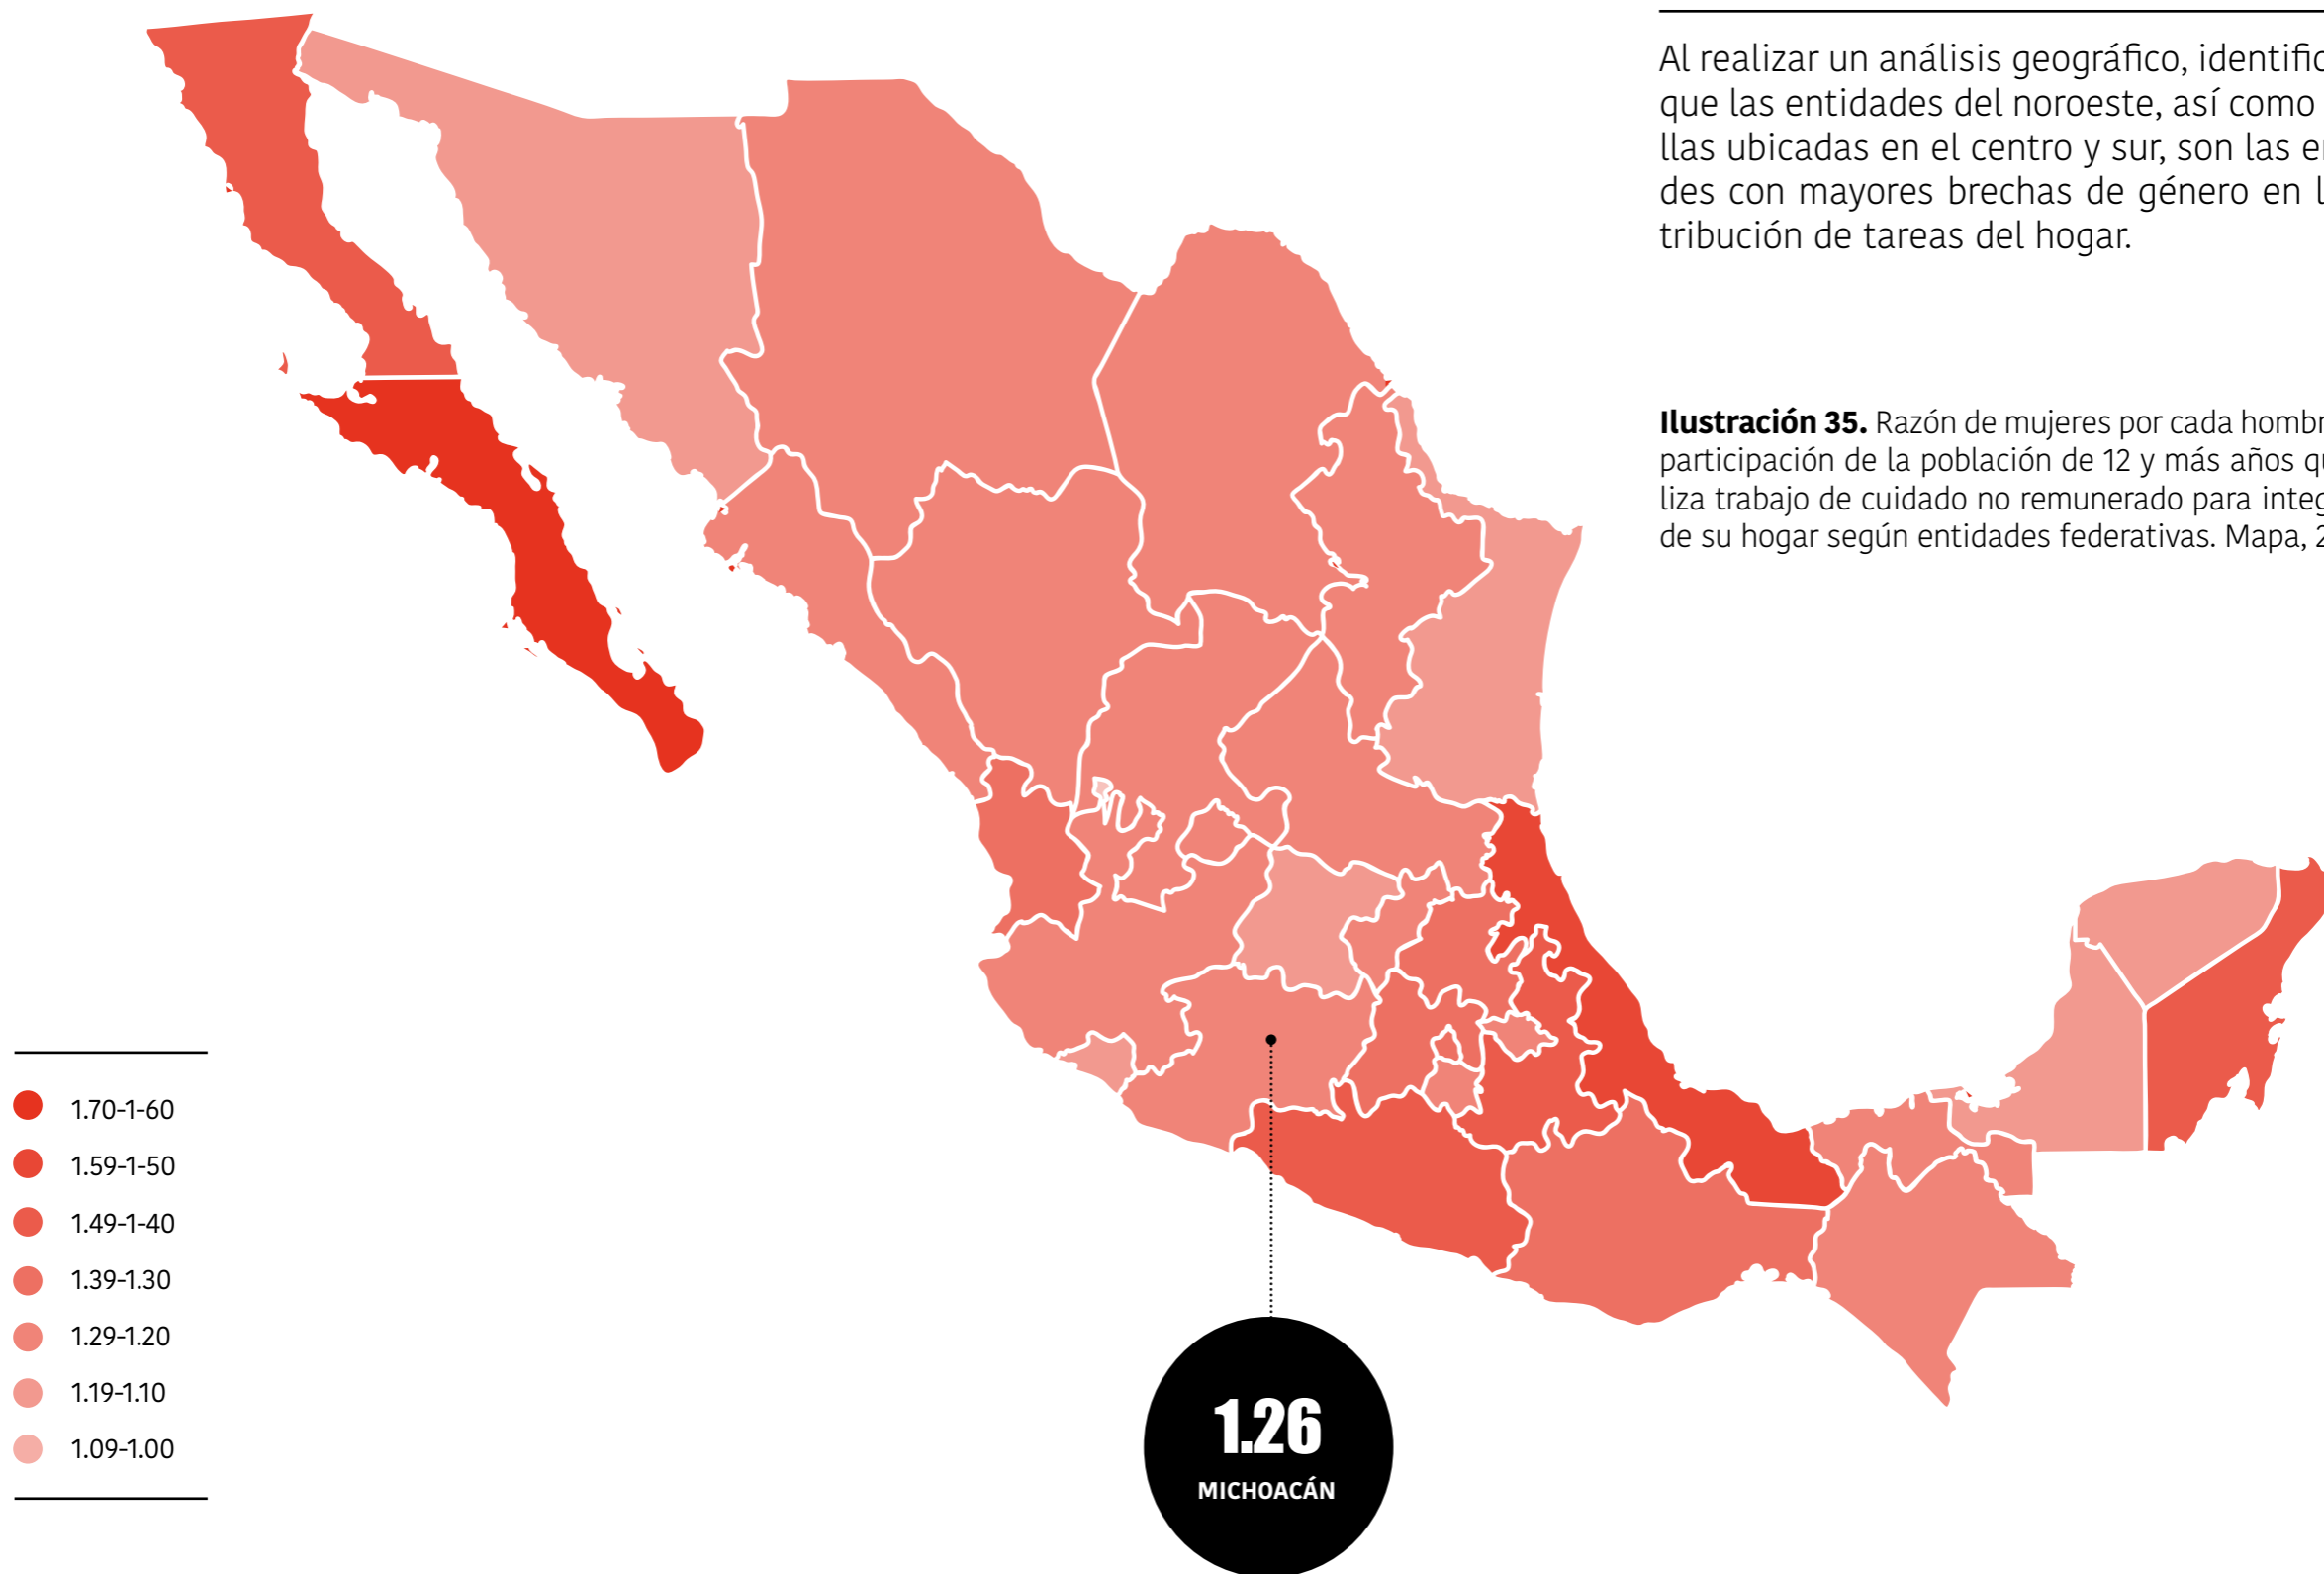 Al realizar un análisis geográfico, identific
que las entidades del noroeste, así como
llas ubicadas en el centro y sur, son las en
des con mayores brechas de género en l
tribución de tareas del hogar.
Ilustración 35. Razón de mujeres por cada hombr
participación de la población de 12 y más años qu
liza trabajo de cuidado no remunerado para integ
de su hogar según entidades federativas. Mapa, 2
1.70-1-60
1.59-1-50
1.49-1-40
1.39-1.30
1.29-1.20
1.19-1.10
1.09-1.00
1.26
MICHOACÁN